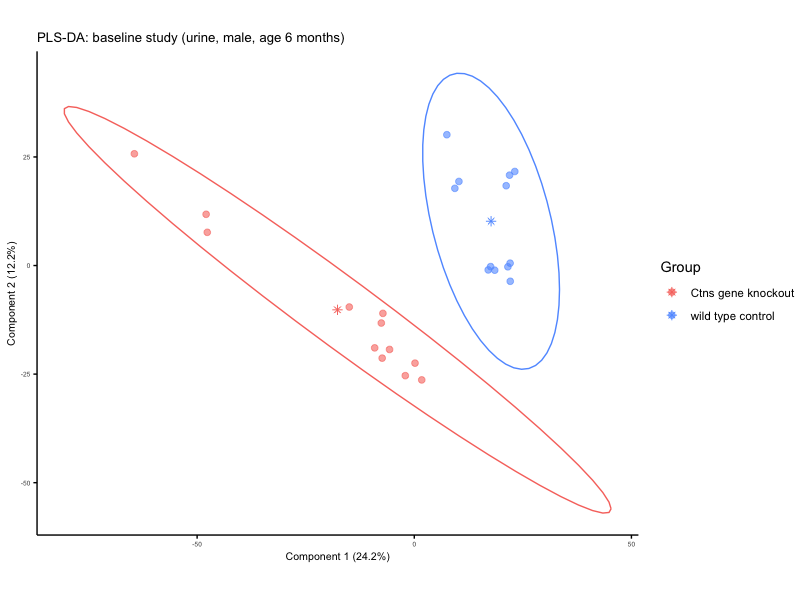 PLS-DA: baseline study (urine, male, age 6 months)
25
0
-25
-50
Component 2 (12.2%)
-50
0
50
Component 1 (24.2%)
Group
Ctns gene knockout
wild type control